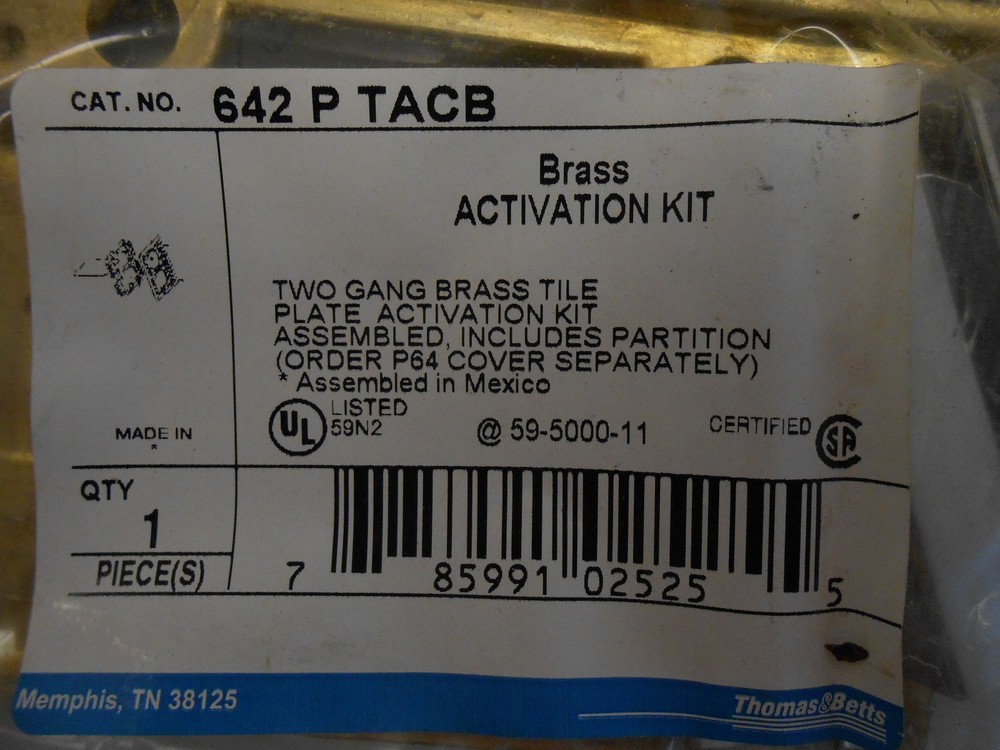 CAT. NO. 642 P TACB
Brass
ACTIVATION KIT
TWO GANG BRASS TILE
PLATE ACTIVATION KIT
ASSEMBLED, INCLUDES PARTITION
(ORDER P64 COVER SEPARATELY)
* Assembled in Mexico
UL LISTED
59N2
@ 59-5000-11
CERTIFIED SA
MADE IN
*
QTY
1
PIECE(S)
7 85991 02525 5
Memphis, TN 38125
Thomas&Betts